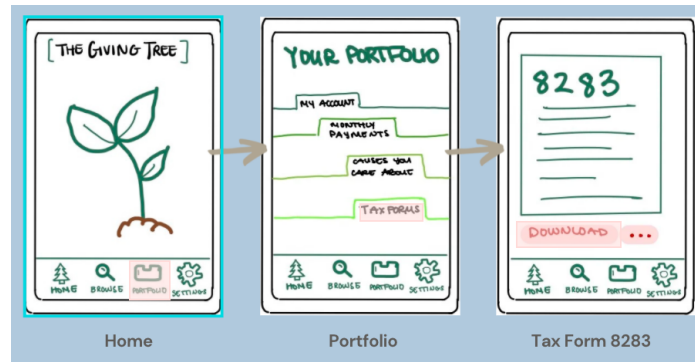 [THE GIVING TREE]
HOME BROWSE PORTFOLIO SETTINGS
Home
YOUR PORTFOLIO
MY ACCOUNT
MONTHLY
PAYMENTS
CAUSES YOU
CARE ABOUT
TAX FORMS
HOME BROWSE PORTFOLIO SETTINGS
Portfolio
8283
DOWNLOAD ...
HOME BROWSE PORTFOLIO SETTINGS
Tax Form 8283